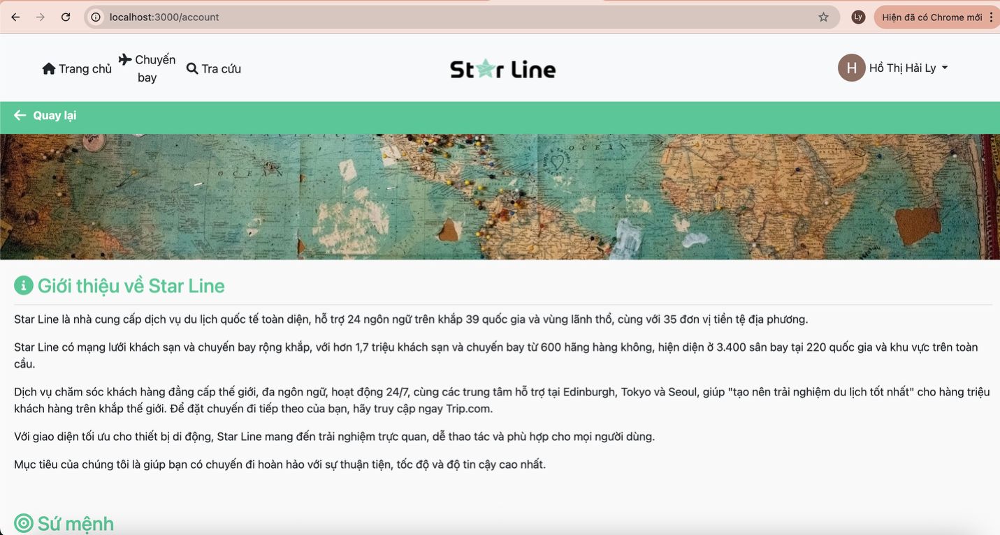 localhost:3000/account
Ly
Hiện đã có Chrome mới
Trang chủ
Chuyến
bay
Tra cứu
Star Line
H
Hồ Thị Hải Ly
Quay lại
OCEAN
OCEAN
Giới thiệu về Star Line
Star Line là nhà cung cấp dịch vụ du lịch quốc tế toàn diện, hỗ trợ 24 ngôn ngữ trên khắp 39 quốc gia và vùng lãnh thổ, cùng với 35 đơn vị tiền tệ địa phương.
Star Line có mạng lưới khách sạn và chuyến bay rộng khắp, với hơn 1,7 triệu khách sạn và chuyến bay từ 600 hãng hàng không, hiện diện ở 3.400 sân bay tại 220 quốc gia và khu vực trên toàn
cầu.
Dịch vụ chăm sóc khách hàng đẳng cấp thế giới, đa ngôn ngữ, hoạt động 24/7, cùng các trung tâm hỗ trợ tại Edinburgh, Tokyo và Seoul, giúp "tạo nên trải nghiệm du lịch tốt nhất" cho hàng triệu
khách hàng trên khắp thế giới. Để đặt chuyến đi tiếp theo của bạn, hãy truy cập ngay Trip.com.
Với giao diện tối ưu cho thiết bị di động, Star Line mang đến trải nghiệm trực quan, dễ thao tác và phù hợp cho mọi người dùng.
Mục tiêu của chúng tôi là giúp bạn có chuyến đi hoàn hảo với sự thuận tiện, tốc độ và độ tin cậy cao nhất.
Sứ mệnh